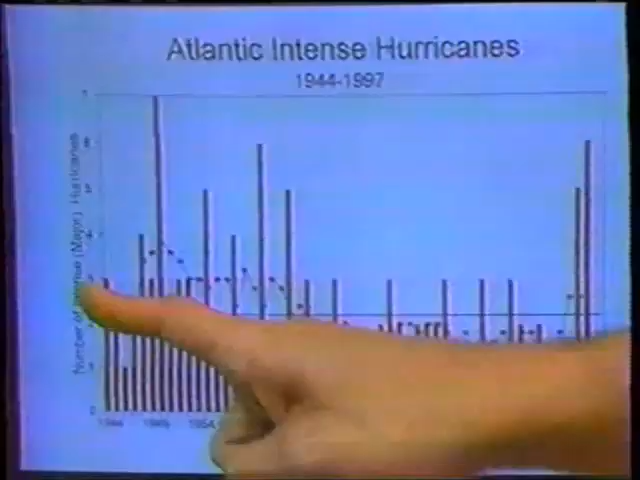 Atlantic Intense Hurricanes
1944-1997
Number of Intense (Major) Hurricanes
1944 1949 1954